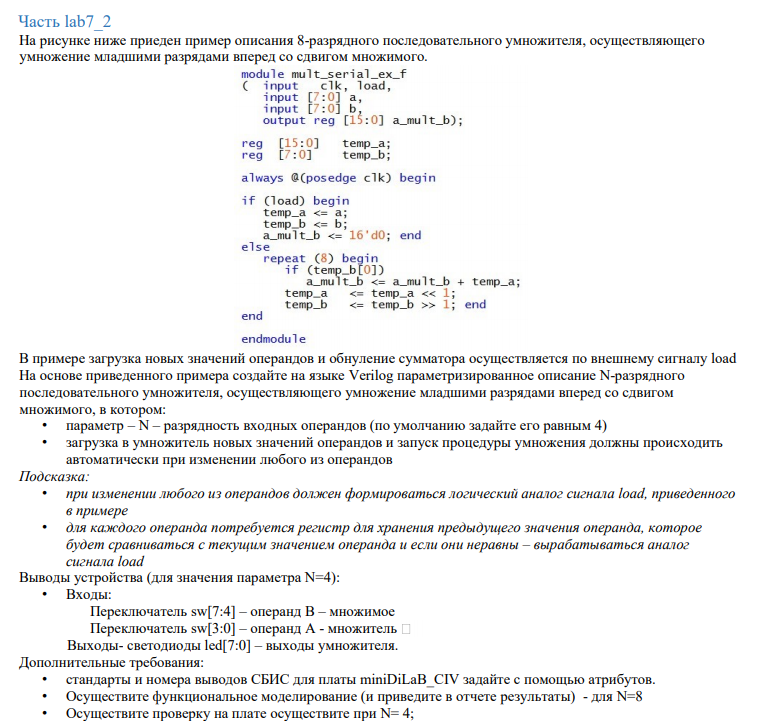 Часть lab7_2
На рисунке ниже приеден пример описания 8-разрядного последовательного умножителя, осуществляющего
умножение младшими разрядами вперед со сдвигом множимого.
module mult_serial_ex_f
( input clk, load,
input [7:0] a,
input [7:0] b,
output reg [15:0] a_mult_b);
reg [15:0] temp_a;
reg [7:0] temp_b;
always @(posedge clk) begin
if (load) begin
temp_a <= a;
temp_b <= b;
a_mult_b <= 16'd0; end
else
repeat (8) begin
if (temp_b[0])
a_mult_b <= a_mult_b + temp_a;
temp_a <= temp_a << 1;
temp_b <= temp_b >> 1; end
end
endmodule
В примере загрузка новых значений операндов и обнуление сумматора осуществляется по внешнему сигналу load
На основе приведенного примера создайте на языке Verilog параметризированное описание N-разрядного
последовательного умножителя, осуществляющего умножение младшими разрядами вперед со сдвигом
множимого, в котором:
• параметр – N – разрядность входных операндов (по умолчанию задайте его равным 4)
• загрузка в умножитель новых значений операндов и запуск процедуры умножения должны происходить
автоматически при изменении любого из операндов
Подсказка:
• при изменении любого из операндов должен формироваться логический аналог сигнала load, приведенного
в примере
• для каждого операнда потребуется регистр для хранения предыдущего значения операнда, которое
будет сравниваться с текущим значением операнда и если они неравны – вырабатываться аналог
сигнала load
Выводы устройства (для значения параметра N=4):
• Входы:
Переключатель sw[7:4] – операнд B – множимое
Переключатель sw[3:0] – операнд A - множитель
Выходы- светодиоды led[7:0] – выходы умножителя.
Дополнительные требования:
• стандарты и номера выводов СБИС для платы miniDiLaB_CIV задайте с помощью атрибутов.
• Осуществите функциональное моделирование (и приведите в отчете результаты) - для N=8
• Осуществите проверку на плате осуществите при N= 4;